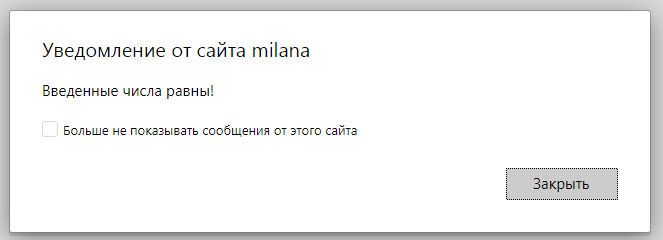 Уведомление от сайта milana
Введенные числа равны!
Больше не показывать сообщения от этого сайта
Закрыть